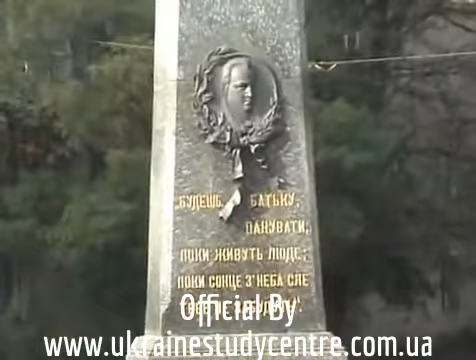 „БУДЕШЬ, БАТЬКУ,
ПАНУВАТИ,
ПОКИ ЖИВУТЬ ЛЮДЕ;
ПОКИ СОНЦЕ З'НЕБА СЯЕ
Official By
www.ukrainestudycentre.com.ua